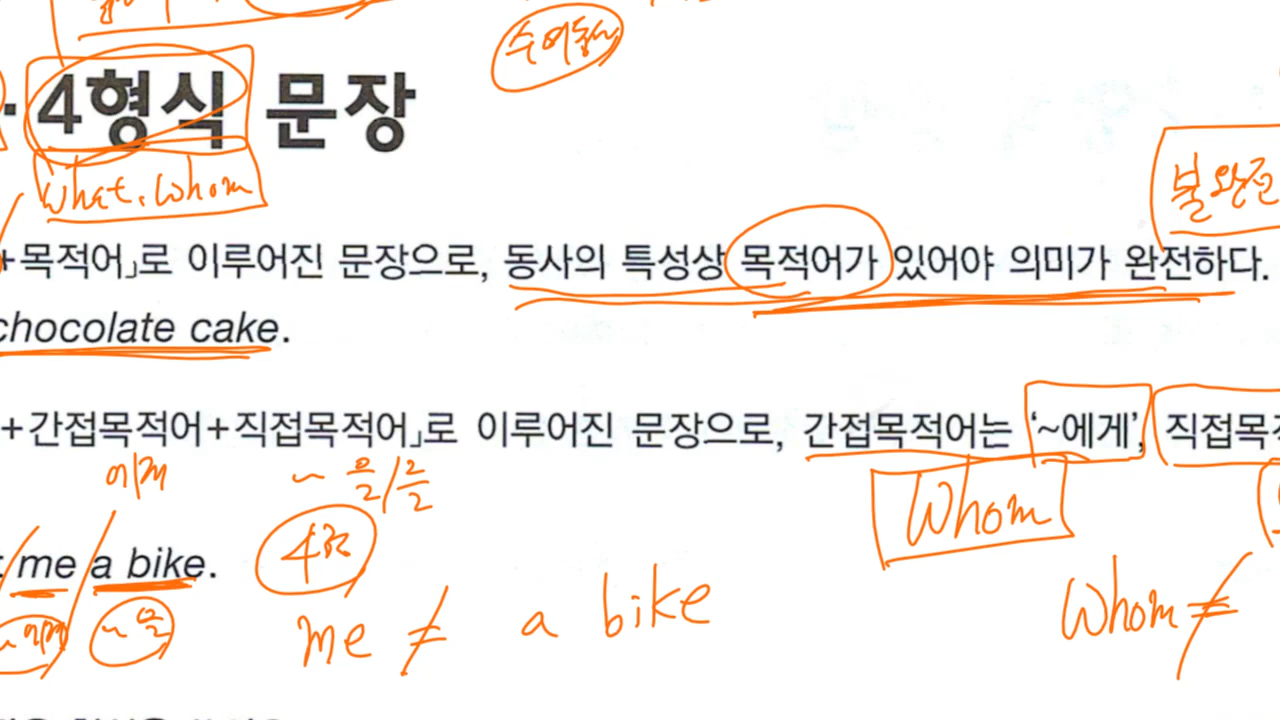 수여동사
4형식 문장
What, Whom
불완전
+목적어」로 이루어진 문장으로, 동사의 특성상 목적어가 있어야 의미가 완전하다.
chocolate cake.
+간접목적어+직접목적어」로 이루어진 문장으로, 간접목적어는 '~에게', 직접목적
에게 ~을/를
Whom
me a bike.
4형
~에게 ~을
me ≠ a bike
Whom ≠